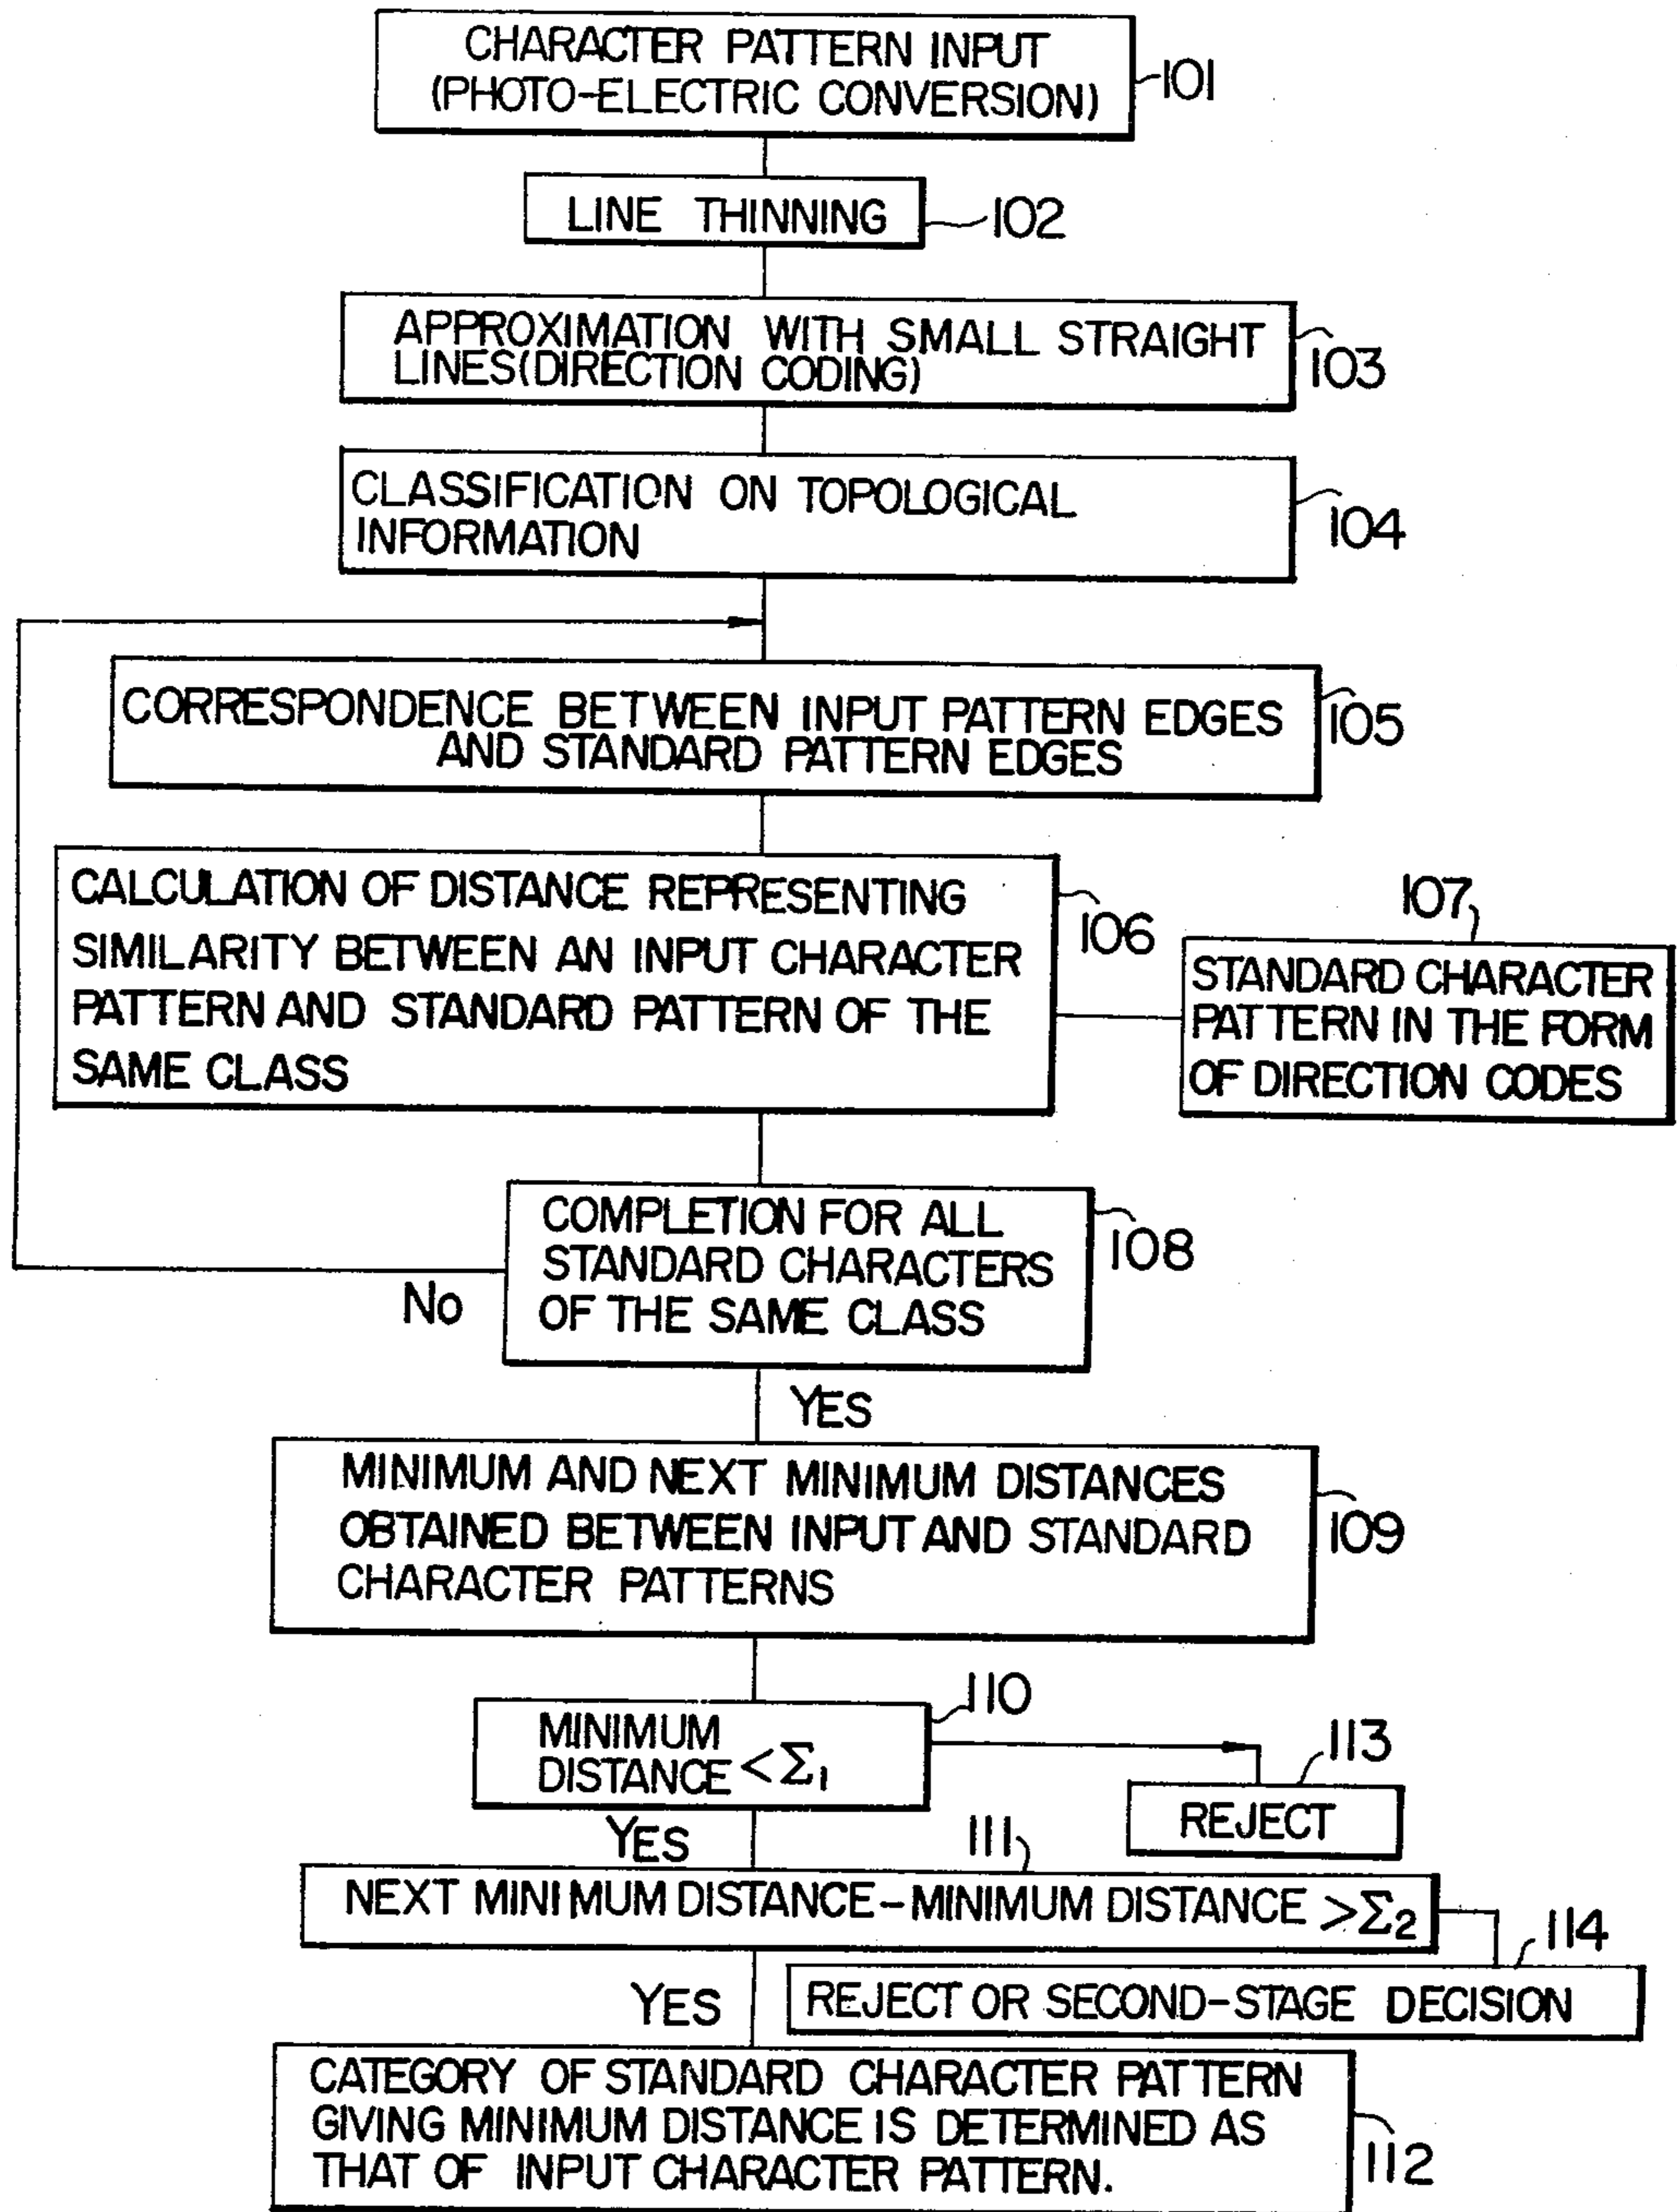 CHARACTER PATTERN INPUT
(PHOTO-ELECTRIC CONVERSION)
101
LINE THINNING
102
APPROXIMATION WITH SMALL STRAIGHT
LINES(DIRECTION CODING)
103
CLASSIFICATION ON TOPOLOGICAL
INFORMATION
104
CORRESPONDENCE BETWEEN INPUT PATTERN EDGES
AND STANDARD PATTERN EDGES
105
CALCULATION OF DISTANCE REPRESENTING
SIMILARITY BETWEEN AN INPUT CHARACTER
PATTERN AND STANDARD PATTERN OF THE
SAME CLASS
106
107
STANDARD CHARACTER
PATTERN IN THE FORM
OF DIRECTION CODES
COMPLETION FOR ALL
STANDARD CHARACTERS
OF THE SAME CLASS
108
No
YES
MINIMUM AND NEXT MINIMUM DISTANCES
OBTAINED BETWEEN INPUT AND STANDARD
CHARACTER PATTERNS
109
110
MINIMUM
DISTANCE < Σ1
113
REJECT
YES
111
NEXT MINIMUM DISTANCE – MINIMUM DISTANCE > Σ2
114
REJECT OR SECOND-STAGE DECISION
YES
CATEGORY OF STANDARD CHARACTER PATTERN
GIVING MINIMUM DISTANCE IS DETERMINED AS
THAT OF INPUT CHARACTER PATTERN.
112